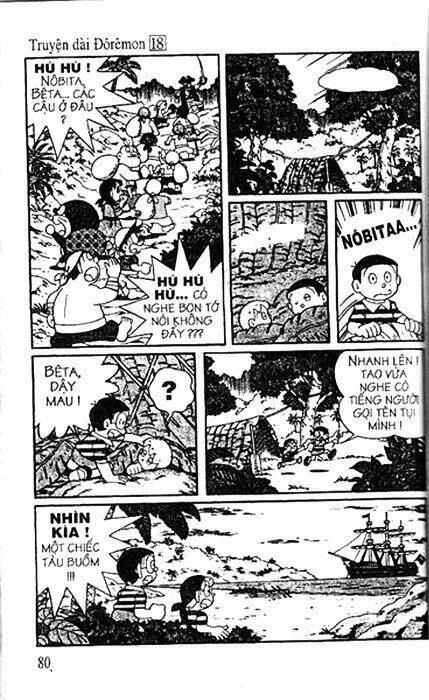 Truyện dài Đôrêmon 18
HÚ HÚ !
NÔBITA,
BÊTA... CÁC
CẬU Ở ĐÂU
?
HÚ HÚ
HÚ... CÓ
NGHE BỌN TỚ
NÓI KHÔNG
ĐẤY ???
NÔBITAA...
BÊTA,
DẬY
MAU !
?
NHANH LÊN !
TAO VỪA
NGHE CÓ
TIẾNG NGƯỜI
GỌI TÊN TỤI
MÌNH !
NHÌN
KÌA !
MỘT CHIẾC
TÀU BUỒM
!!!
80